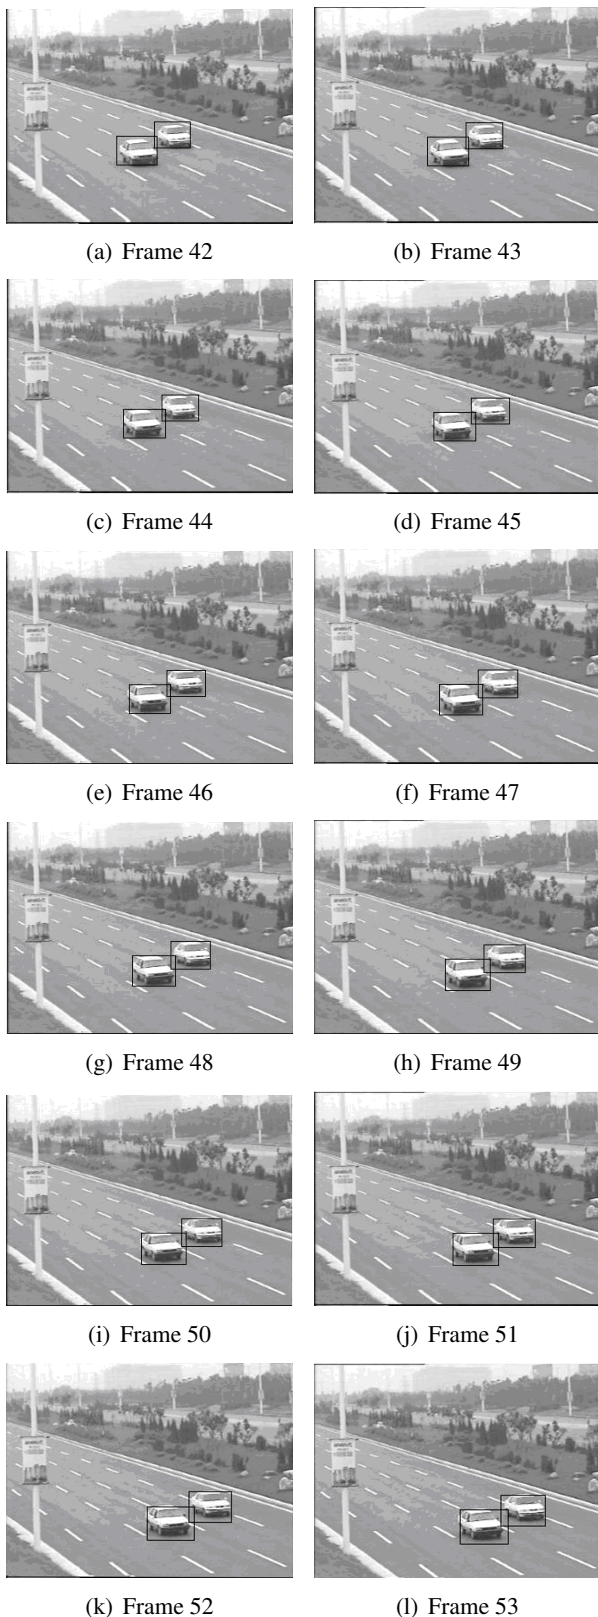 (a) Frame 42
(b) Frame 43
(c) Frame 44
(d) Frame 45
(e) Frame 46
(f) Frame 47
(g) Frame 48
(h) Frame 49
(i) Frame 50
(j) Frame 51
(k) Frame 52
(l) Frame 53